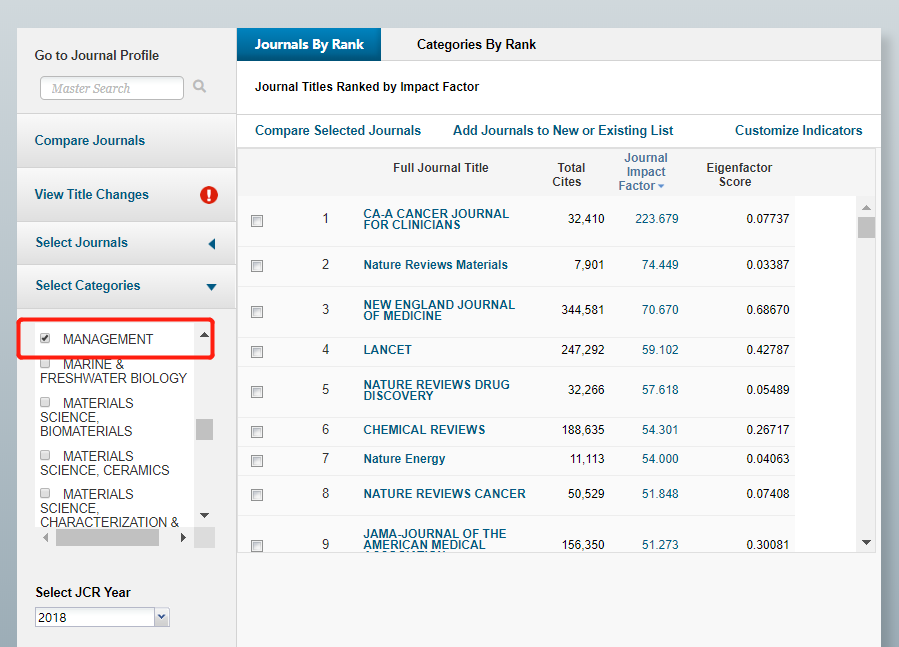 Go to Journal Profile
Master Search
Compare Journals
View Title Changes
Select Journals
Select Categories
MANAGEMENT
MARINE &
FRESHWATER BIOLOGY
MATERIALS
SCIENCE,
BIOMATERIALS
MATERIALS
SCIENCE, CERAMICS
MATERIALS
SCIENCE,
CHARACTERIZATION &
Select JCR Year
2018
Journals By Rank
Categories By Rank
Journal Titles Ranked by Impact Factor
Compare Selected Journals
Add Journals to New or Existing List
Customize Indicators
Full Journal Title
Total
Cites
Journal
Impact
Factor
Eigenfactor
Score
1 CA-A CANCER JOURNAL
FOR CLINICIANS 32,410 223.679 0.07737
2 Nature Reviews Materials 7,901 74.449 0.03387
3 NEW ENGLAND JOURNAL
OF MEDICINE 344,581 70.670 0.68670
4 LANCET 247,292 59.102 0.42787
5 NATURE REVIEWS DRUG
DISCOVERY 32,266 57.618 0.05489
6 CHEMICAL REVIEWS 188,635 54.301 0.26717
7 Nature Energy 11,113 54.000 0.04063
8 NATURE REVIEWS CANCER 50,529 51.848 0.07408
9 JAMA-JOURNAL OF THE
AMERICAN MEDICAL 156,350 51.273 0.30081